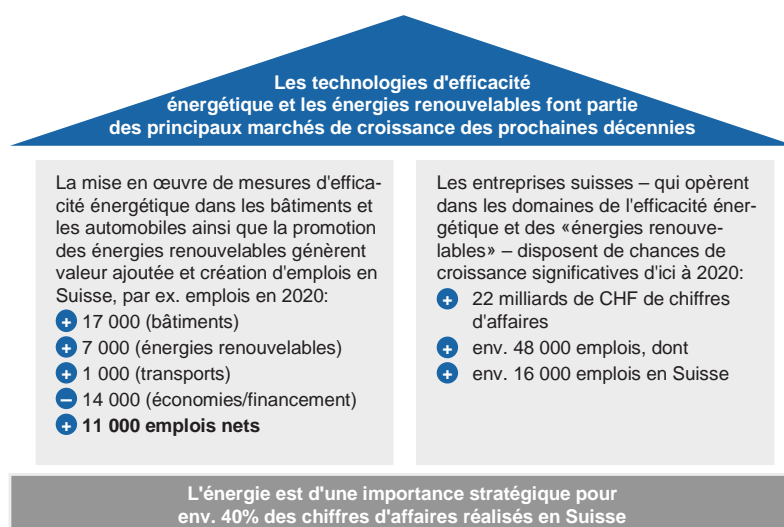 Les technologies d'efficacité
énergétique et les énergies renouvelables font partie
des principaux marchés de croissance des prochaines décennies
La mise en œuvre de mesures d'effica-
cité énergétique dans les bâtiments et
les automobiles ainsi que la promotion
des énergies renouvelables génèrent
valeur ajoutée et création d'emplois en
Suisse, par ex. emplois en 2020:
+ 17 000 (bâtiments)
+ 7 000 (énergies renouvelables)
+ 1 000 (transports)
– 14 000 (économies/financement)
+ 11 000 emplois nets
Les entreprises suisses – qui opèrent
dans les domaines de l'efficacité éner-
gétique et des «énergies renouve-
lables» – disposent de chances de
croissance significatives d'ici à 2020:
+ 22 milliards de CHF de chiffres
d'affaires
+ env. 48 000 emplois, dont
+ env. 16 000 emplois en Suisse
L'énergie est d'une importance stratégique pour
env. 40% des chiffres d'affaires réalisés en Suisse